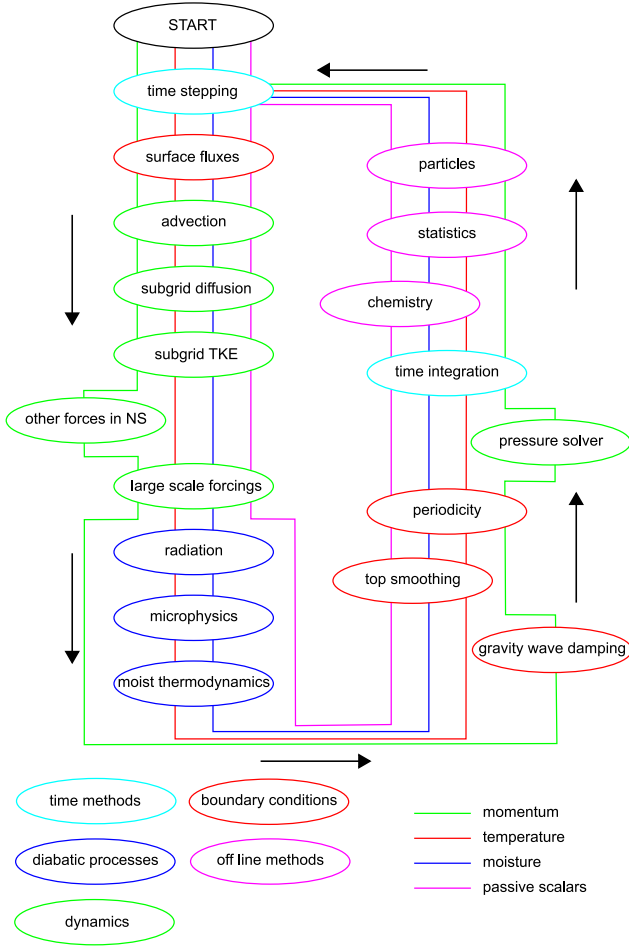 START
time stepping
surface fluxes
advection
subgrid diffusion
subgrid TKE
other forces in NS
large scale forcings
radiation
microphysics
moist thermodynamics
particles
statistics
chemistry
time integration
pressure solver
periodicity
top smoothing
gravity wave damping
time methods
boundary conditions
diabatic processes
off line methods
dynamics
momentum
temperature
moisture
passive scalars